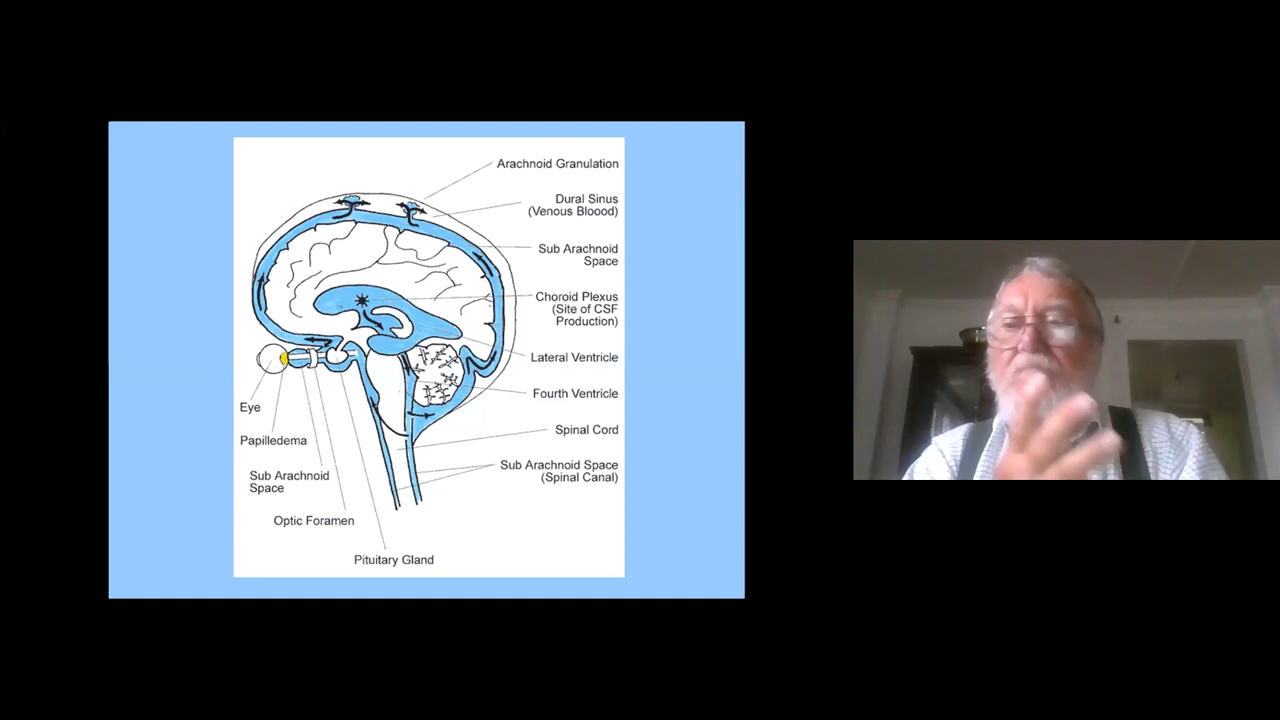 Arachnoid Granulation
Dural Sinus
(Venous Bloood)
Sub Arachnoid
Space
Choroid Plexus
(Site of CSF
Production)
Lateral Ventricle
Fourth Ventricle
Spinal Cord
Sub Arachnoid Space
(Spinal Canal)
Eye
Papilledema
Sub Arachnoid
Space
Optic Foramen
Pituitary Gland